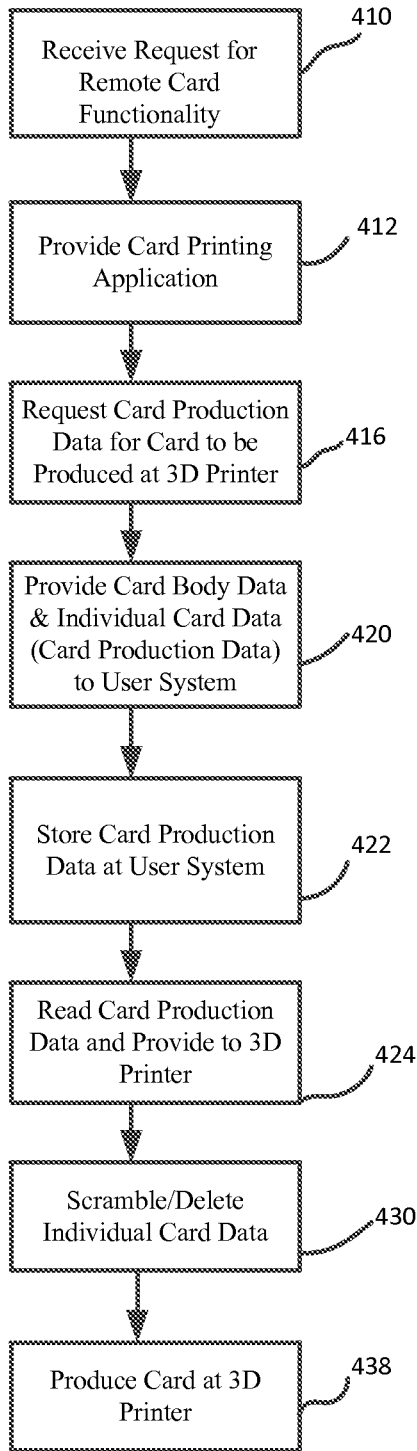 Receive Request for
Remote Card
Functionality
410
Provide Card Printing
Application
412
Request Card Production
Data for Card to be
Produced at 3D Printer
416
Provide Card Body Data
& Individual Card Data
(Card Production Data)
to User System
420
Store Card Production
Data at User System
422
Read Card Production
Data and Provide to 3D
Printer
424
Scramble/Delete
Individual Card Data
430
Produce Card at 3D
Printer
438